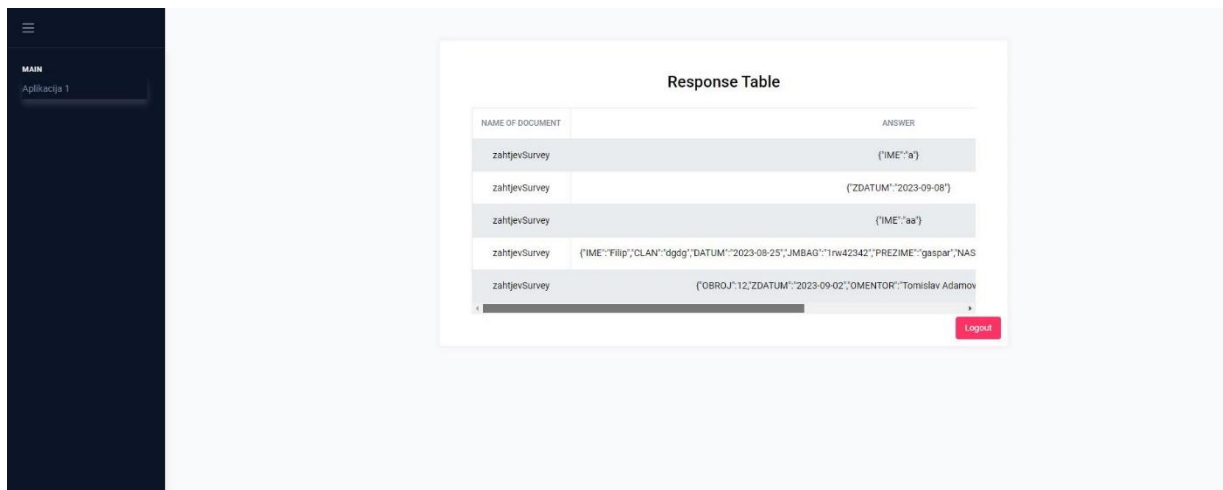 MAIN
Aplikacija 1
Response Table
NAME OF DOCUMENT ANSWER
zahtjevSurvey {"IME":"a"}
zahtjevSurvey {"ZDATUM":"2023-09-08"}
zahtjevSurvey {"IME":"aa"}
zahtjevSurvey {"IME":"Filip","CLAN":"dgdg","DATUM":"2023-08-25","JMBAG":"1rw42342","PREZIME":"gaspar","NAS
zahtjevSurvey {"OBROJ":12,"ZDATUM":"2023-09-02","OMENTOR":"Tomislav Adamov
Logout